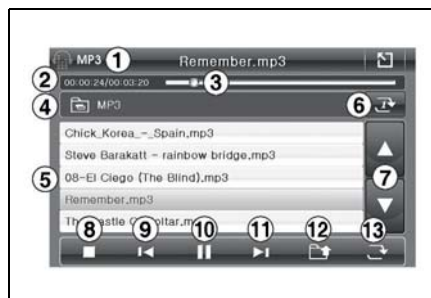 MP3 1 Remember.mp3
2 00:00:24/00:03:20 3
4 MP3 6
Chick_Korea_-_Spain.mp3
Steve Barakatt - rainbow bridge.mp3
5 08-El Ciego (The Blind).mp3 7
Remember.mp3
8 9 10 11 12 13